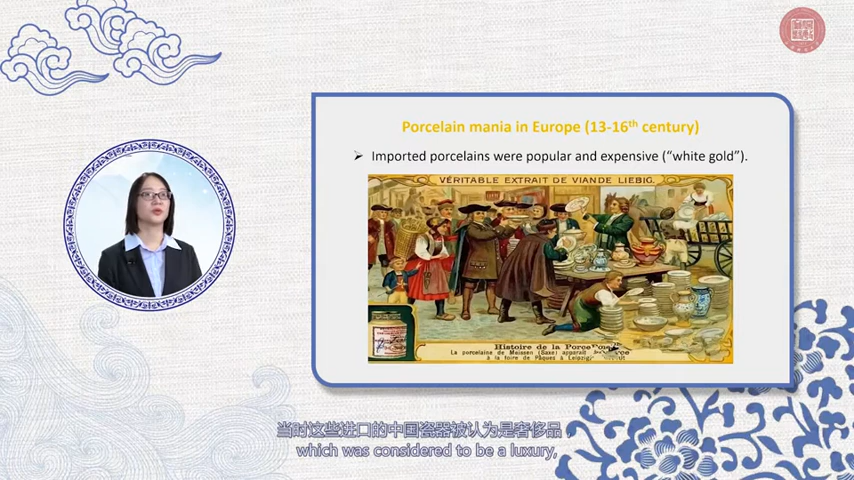 Porcelain mania in Europe (13-16th century)
➢ Imported porcelains were popular and expensive (“white gold”).
VÉRITABLE EXTRAIT DE VIANDE LIEBIG.
Histoire de la
La porcelaine de Meissen (Saxe) apparait
à la foire de Pâques à Leipzig
当时这些进口的中国瓷器被认为是奢侈品，
which was considered to be a luxury,